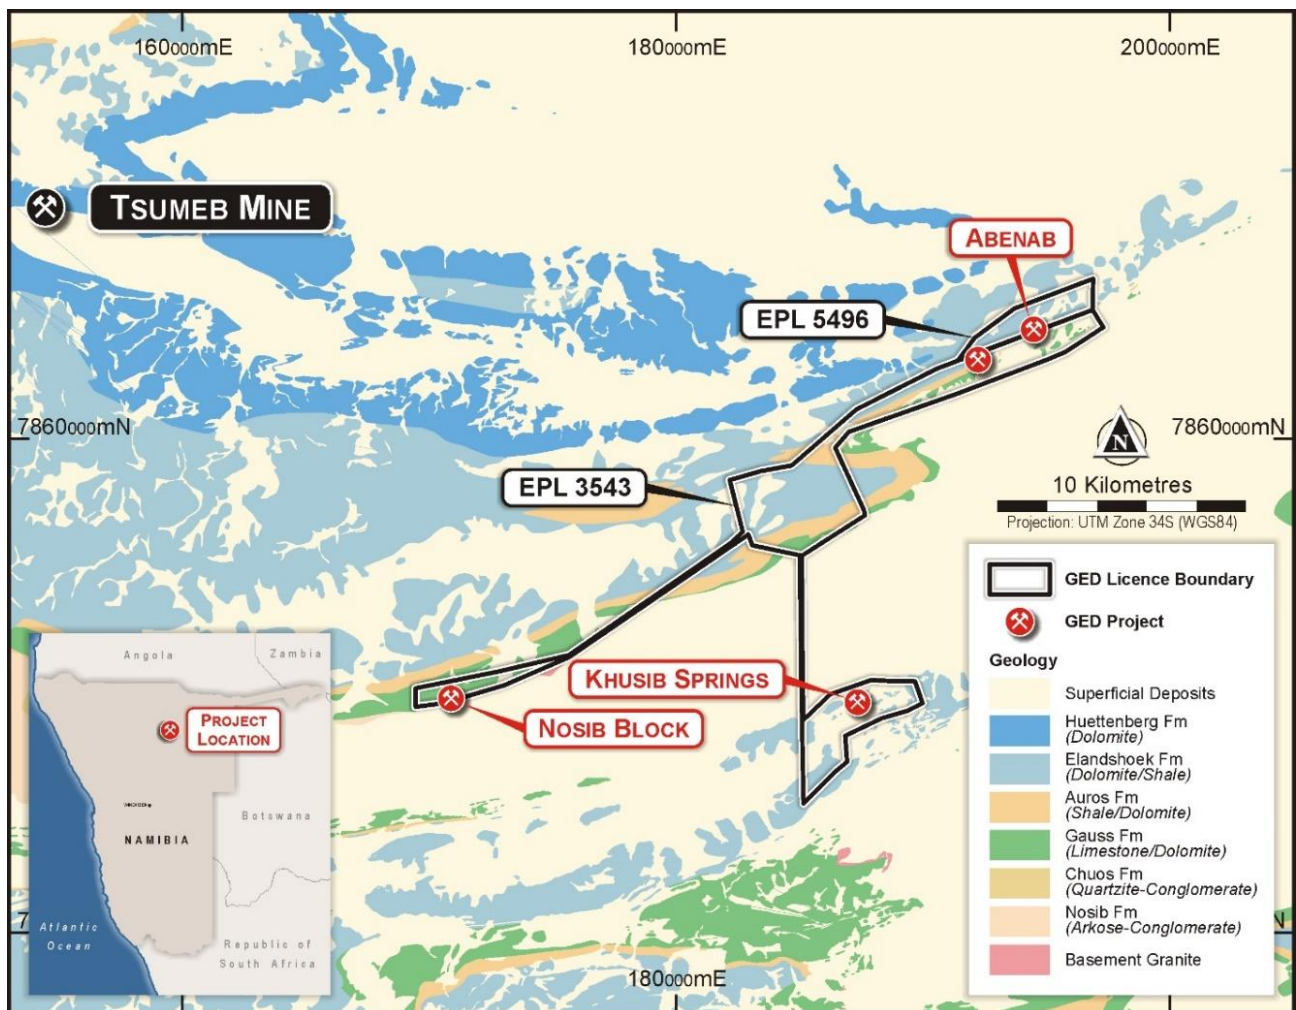 160000mE
180000mE
200000mE
TSUMEB MINE
ABENAB
EPL 5496
7860000mN
7860000mN
N
EPL 3543
10 Kilometres
Projection: UTM Zone 34S (WGS84)
GED Licence Boundary
GED Project
Geology
Superficial Deposits
Huettenberg Fm
(Dolomite)
Elandshoek Fm
(Dolomite/Shale)
Auros Fm
(Shale/Dolomite)
Gauss Fm
(Limestone/Dolomite)
Chuos Fm
(Quartzite-Conglomerate)
Nosib Fm
(Arkose-Conglomerate)
Basement Granite
KHUSIB SPRINGS
NOSIB BLOCK
Angola
Zambia
PROJECT
LOCATION
NAMIBIA
Botswana
Atlantic
Ocean
Republic of
South Africa
7
N
180000mE